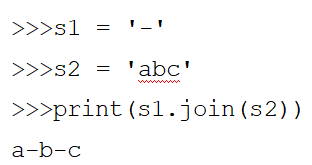 >>>s1 = '-'
>>>s2 = 'abc'
>>>print(s1.join(s2))
a-b-c